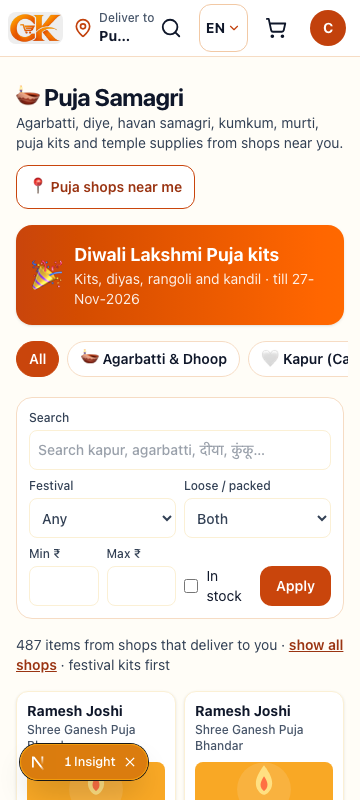 GK
Deliver to
Pu...
EN
C
Puja Samagri
Agarbatti, diye, havan samagri, kumkum, murti,
puja kits and temple supplies from shops near you.
Puja shops near me
Diwali Lakshmi Puja kits
Kits, diyas, rangoli and kandil · till 27-
Nov-2026
All
Agarbatti & Dhoop
Kapur (Ca
Search
Search kapur, agarbatti, दीया, कुंकू...
Festival
Loose / packed
Any
Both
Min ₹
Max ₹
In
stock
Apply
487 items from shops that deliver to you · show all
shops · festival kits first
Ramesh Joshi
Shree Ganesh Puja
Ramesh Joshi
Shree Ganesh Puja
Bhandar
N
1 Insight